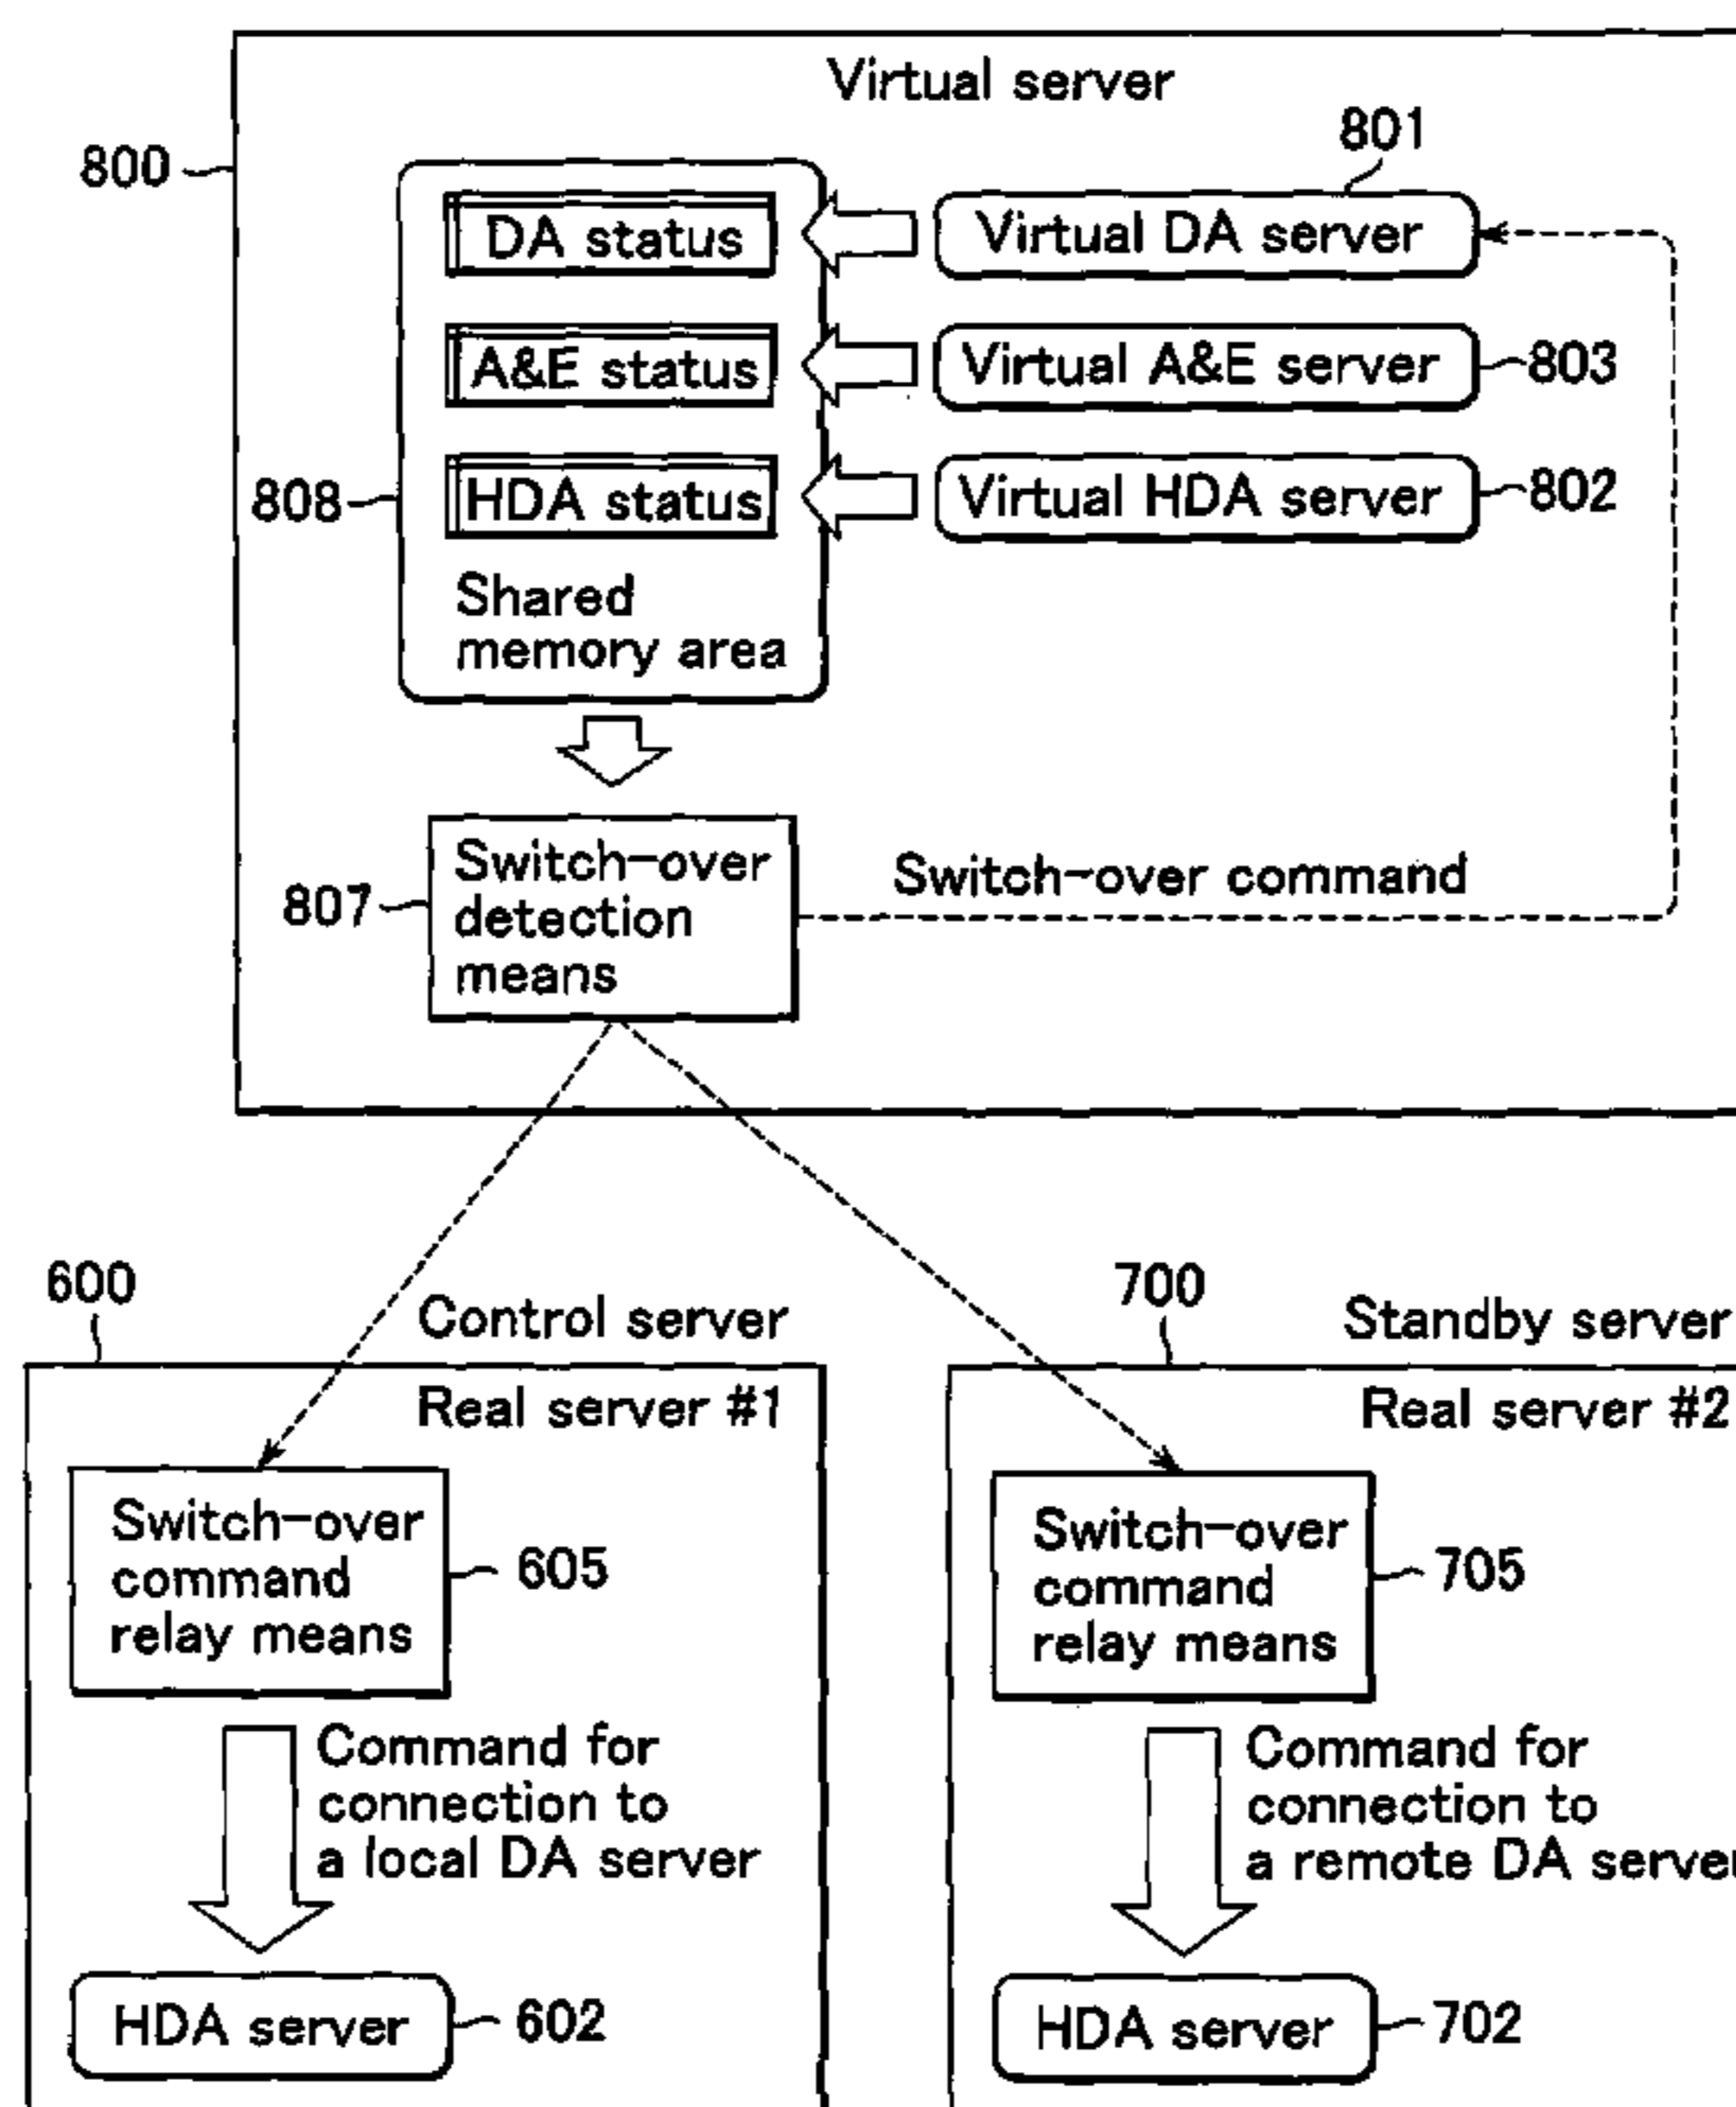 Virtual server
801
800
DA status
Virtual DA server
A&E status
Virtual A&E server
803
808
HDA status
Virtual HDA server
802
Shared
memory area
807
Switch-over
detection
means
Switch-over command
600
Control server
700
Standby server
Real server #1
Real server #2
Switch-over
command
relay means
605
Switch-over
command
relay means
705
Command for
connection to
a local DA server
Command for
connection to
a remote DA server
HDA server
602
HDA server
702